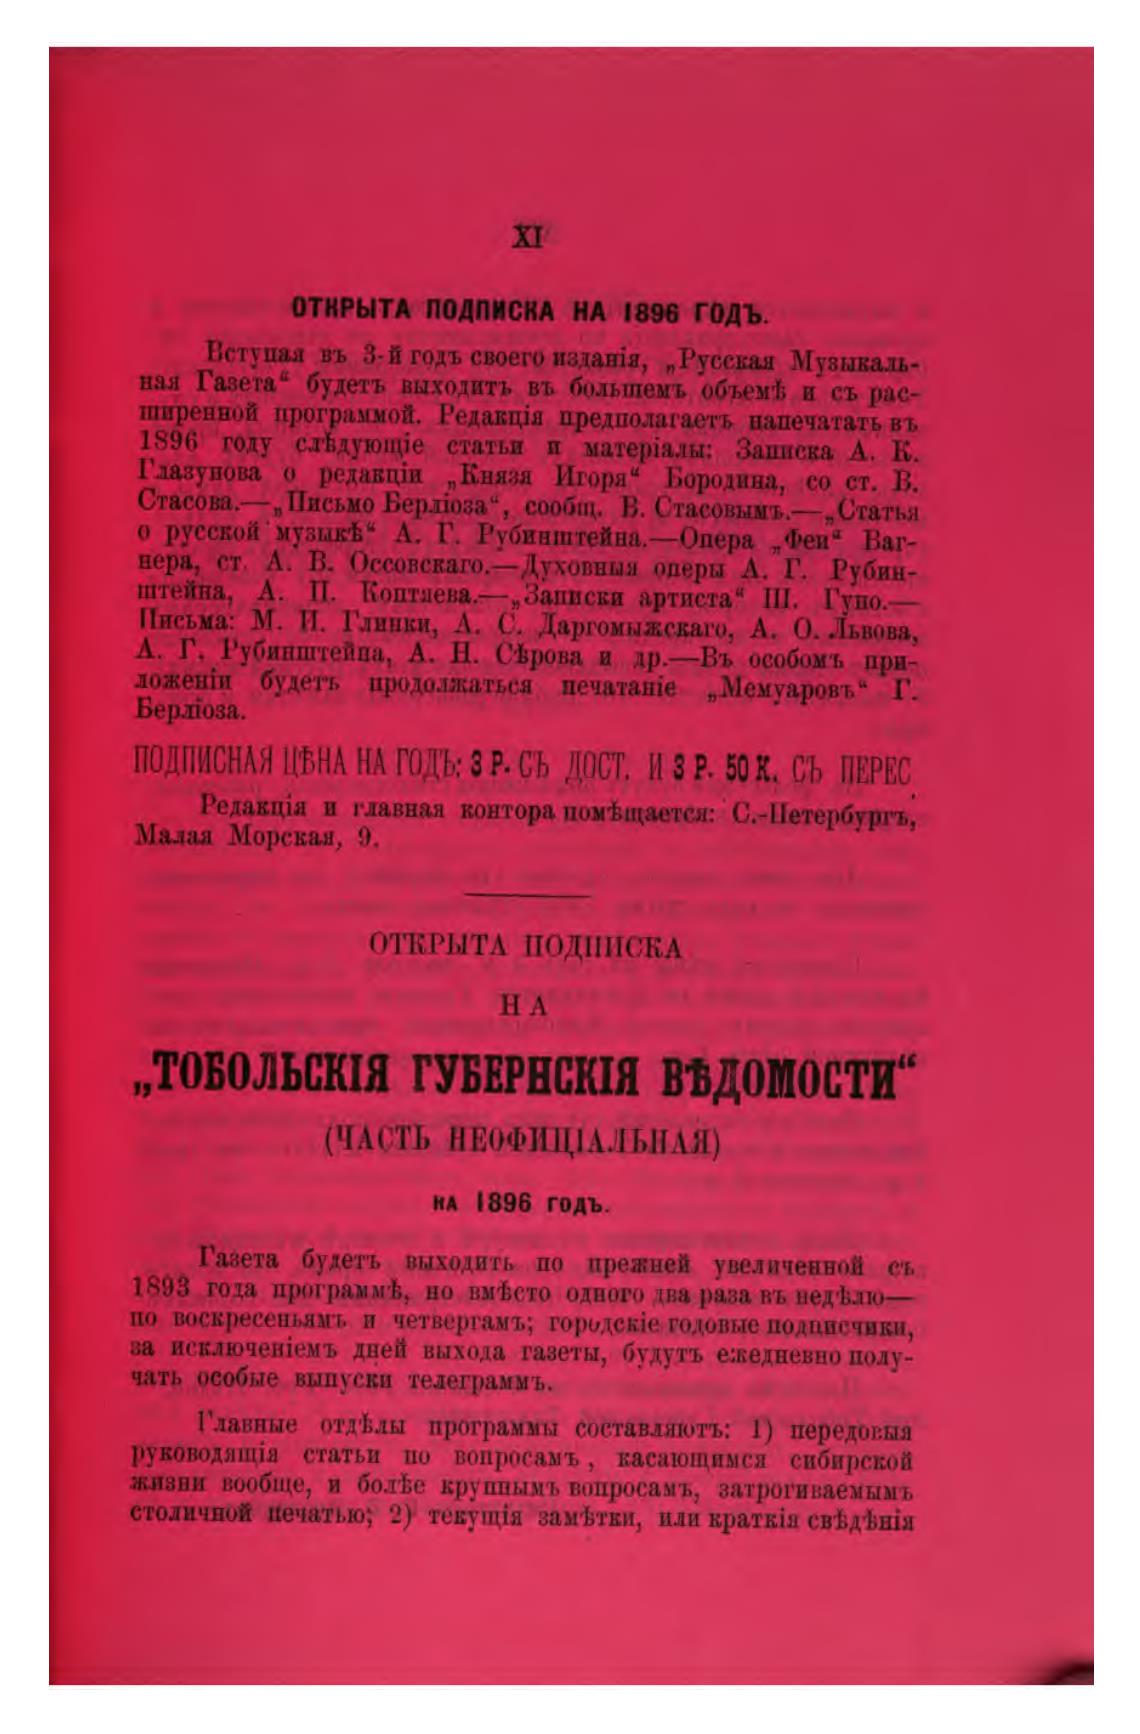 XI
ОТКРЫТА ПОДПИСКА НА 1896 ГОДЪ.
Вступая въ 3-й годъ своего изданія, „Русская Музыкаль-
ная Газета“ будетъ выходить въ большемъ объемѣ и съ рас-
ширенной программой. Редакція предполагаетъ напечатать въ
1896 году слѣдующіе статьи и матеріалы: Записка А. К.
Глазунова о редакціи „Князя Игоря“ Бородина, со ст. В.
Стасова.—„Письмо Берліоза“, сообщ. В. Стасовымъ.—„Статья
о русской музыкѣ“ А. Г. Рубинштейна.—Опера „Феи“ Ваг-
нера, ст. А. В. Оссовскаго.—Духовныя оперы А. Г. Рубин-
штейна, А. П. Коптяева.—„Записки артиста“ Ш. Гуно.—
Письма: М. И. Глинки, А. С. Даргомыжскаго, А. О. Львова,
А. Г. Рубинштейна, А. Н. Сѣрова и др.—Въ особомъ при-
ложеніи будетъ продолжаться печатаніе „Мемуаровъ“ Г.
Берліоза.
ПОДПИСНАЯ ЦѢНА НА ГОДЪ: 3 Р. СЪ ДОСТ. И 3 Р. 50 К. СЪ ПЕРЕС.
Редакція и главная контора помѣщается: С.-Петербургъ,
Малая Морская, 9.
ОТКРЫТА ПОДПИСКА
НА
„ТОБОЛЬСКІЯ ГУБЕРНСКІЯ ВѢДОМОСТИ“
(ЧАСТЬ НЕОФИЦІАЛЬНАЯ)
НА 1896 ГОДЪ.
Газета будетъ выходить по прежней увеличенной съ
1893 года программѣ, но вмѣсто одного два раза въ недѣлю—
по воскресеньямъ и четвергамъ; городскіе годовые подписчики,
за исключеніемъ дней выхода газеты, будутъ ежедневно полу-
чать особые выпуски телеграммъ.
Главные отдѣлы программы составляютъ: 1) передовыя
руководящія статьи по вопросамъ, касающимся сибирской
жизни вообще, и болѣе крупнымъ вопросамъ, затрогиваемымъ
столичной печатью; 2) текущія замѣтки, или краткія свѣдѣнія